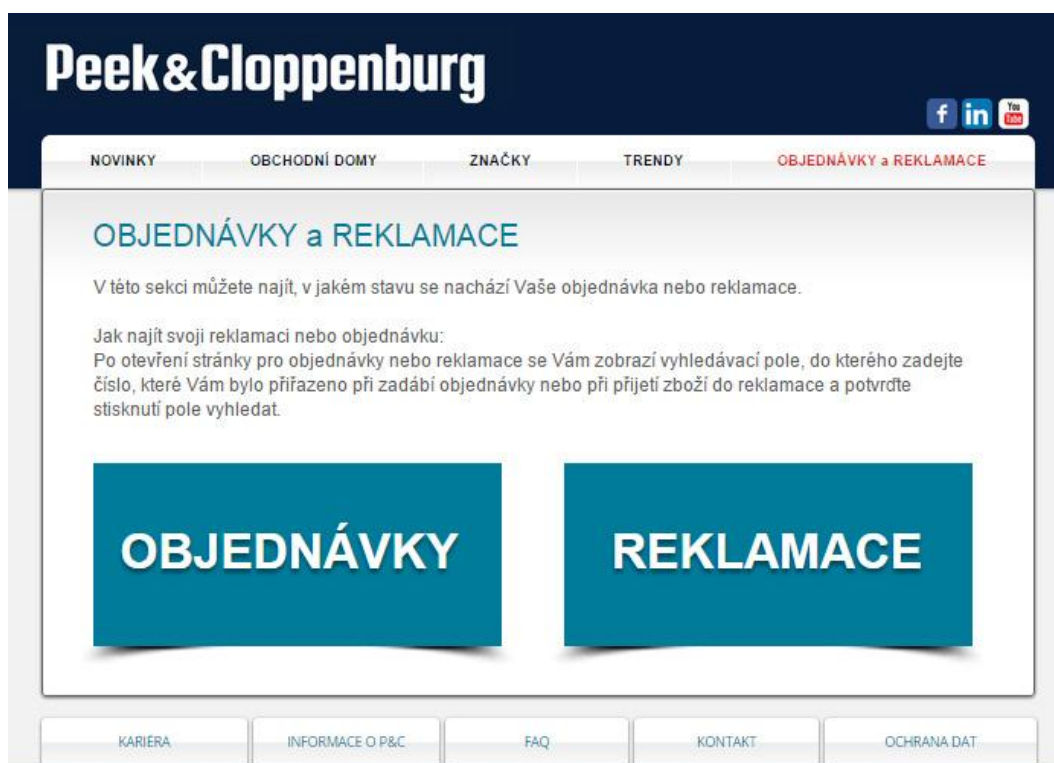 Peek&Cloppenburg
f in You Tube
NOVINKY OBCHODNÍ DOMY ZNAČKY TRENDY OBJEDNÁVKY a REKLAMACE
OBJEDNÁVKY a REKLAMACE
V této sekci můžete najít, v jakém stavu se nachází Vaše objednávka nebo reklamace.
Jak najít svoji reklamaci nebo objednávku:
Po otevření stránky pro objednávky nebo reklamace se Vám zobrazí vyhledávací pole, do kterého zadejte
číslo, které Vám bylo přiřazeno při zadábí objednávky nebo při přijetí zboží do reklamace a potvrďte
stisknutí pole vyhledat.
OBJEDNÁVKY REKLAMACE
KARIÉRA INFORMACE O P&C FAQ KONTAKT OCHRANA DAT